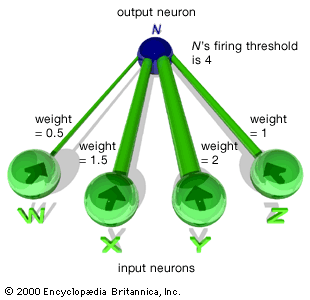 output neuron
N
N's firing threshold
is 4
weight
= 0.5
weight
= 1.5
weight
= 2
weight
= 1
W
X
Y
Z
input neurons
© 2000 Encyclopædia Britannica, Inc.